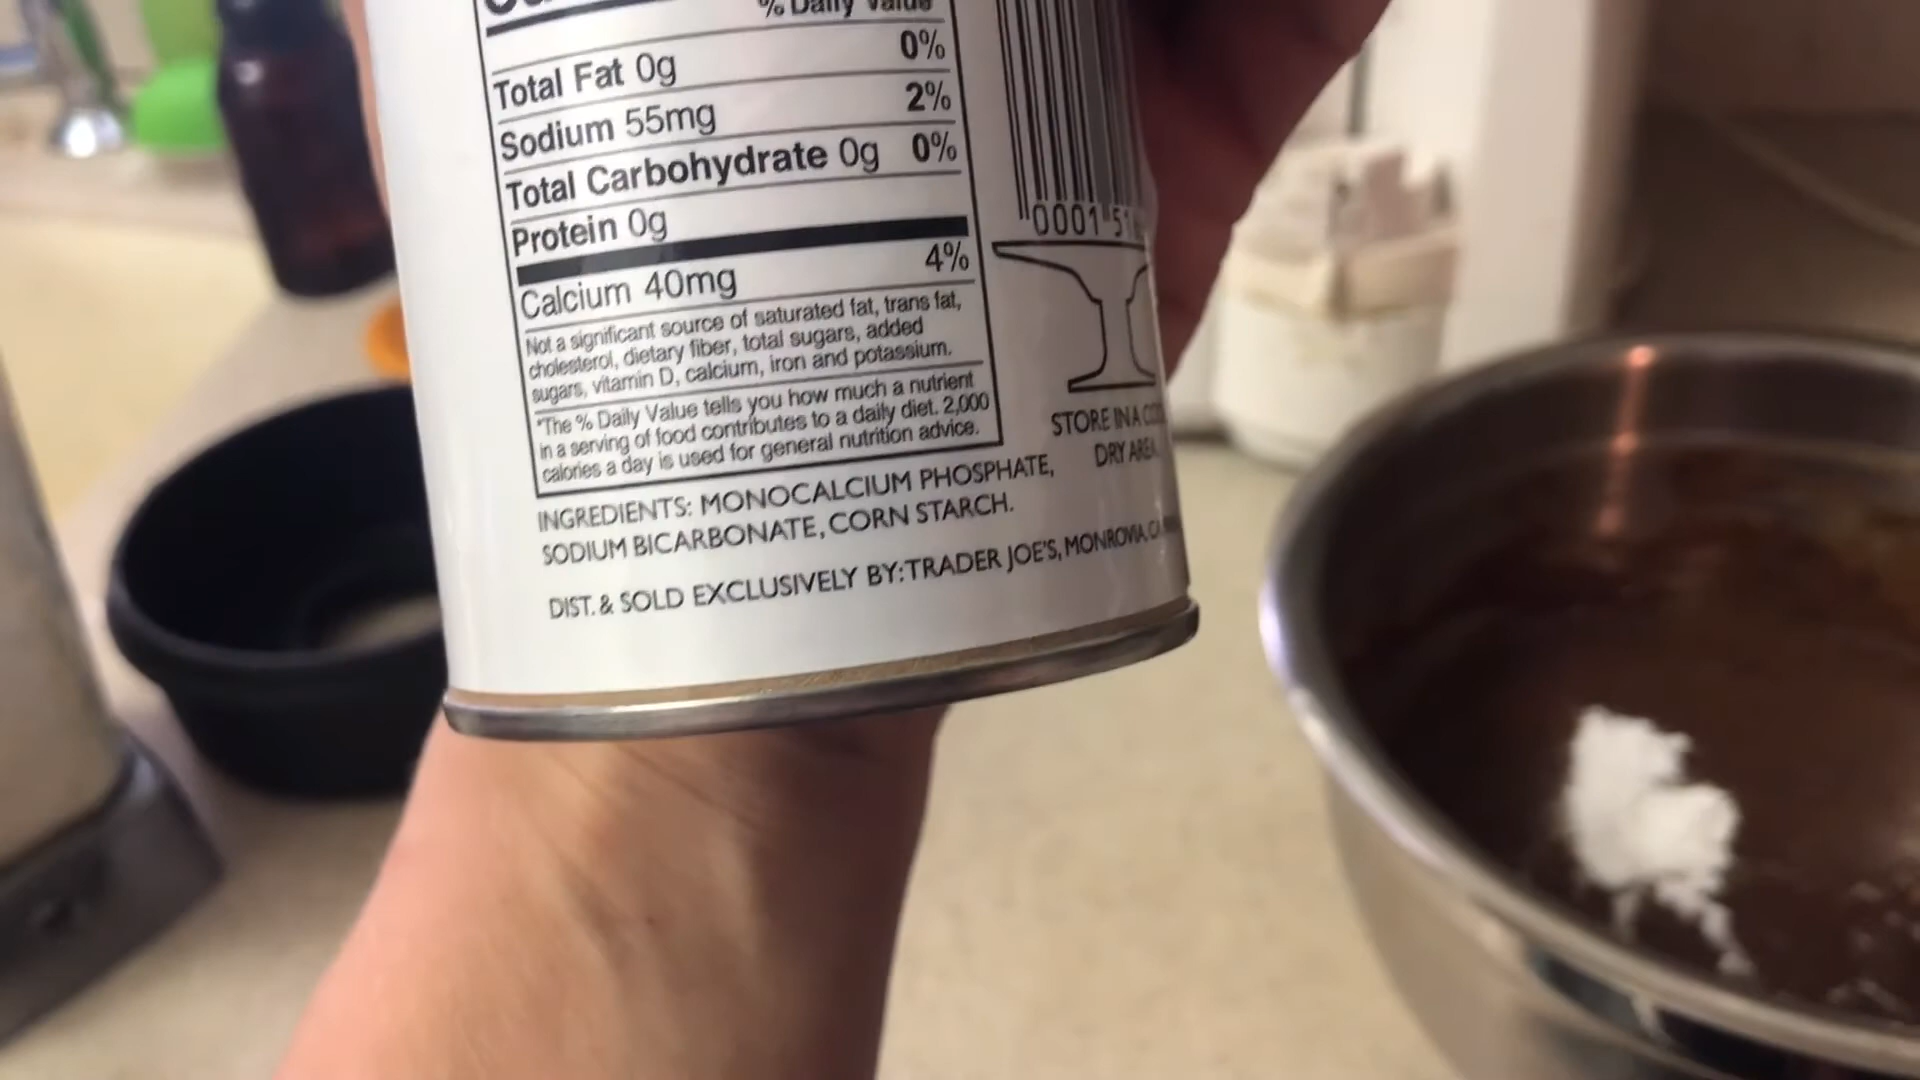 % Daily Value
Total Fat 0g 0%
Sodium 55mg 2%
Total Carbohydrate 0g 0%
Protein 0g
Calcium 40mg 4%
Not a significant source of saturated fat, trans fat,
cholesterol, dietary fiber, total sugars, added
sugars, vitamin D, calcium, iron and potassium.
*The % Daily Value tells you how much a nutrient
in a serving of food contributes to a daily diet. 2,000
calories a day is used for general nutrition advice.
INGREDIENTS: MONOCALCIUM PHOSPHATE,
SODIUM BICARBONATE, CORN STARCH.
DIST. & SOLD EXCLUSIVELY BY: TRADER JOE'S, MONROVIA, CA
0001 5
STORE IN A
DRY AREA